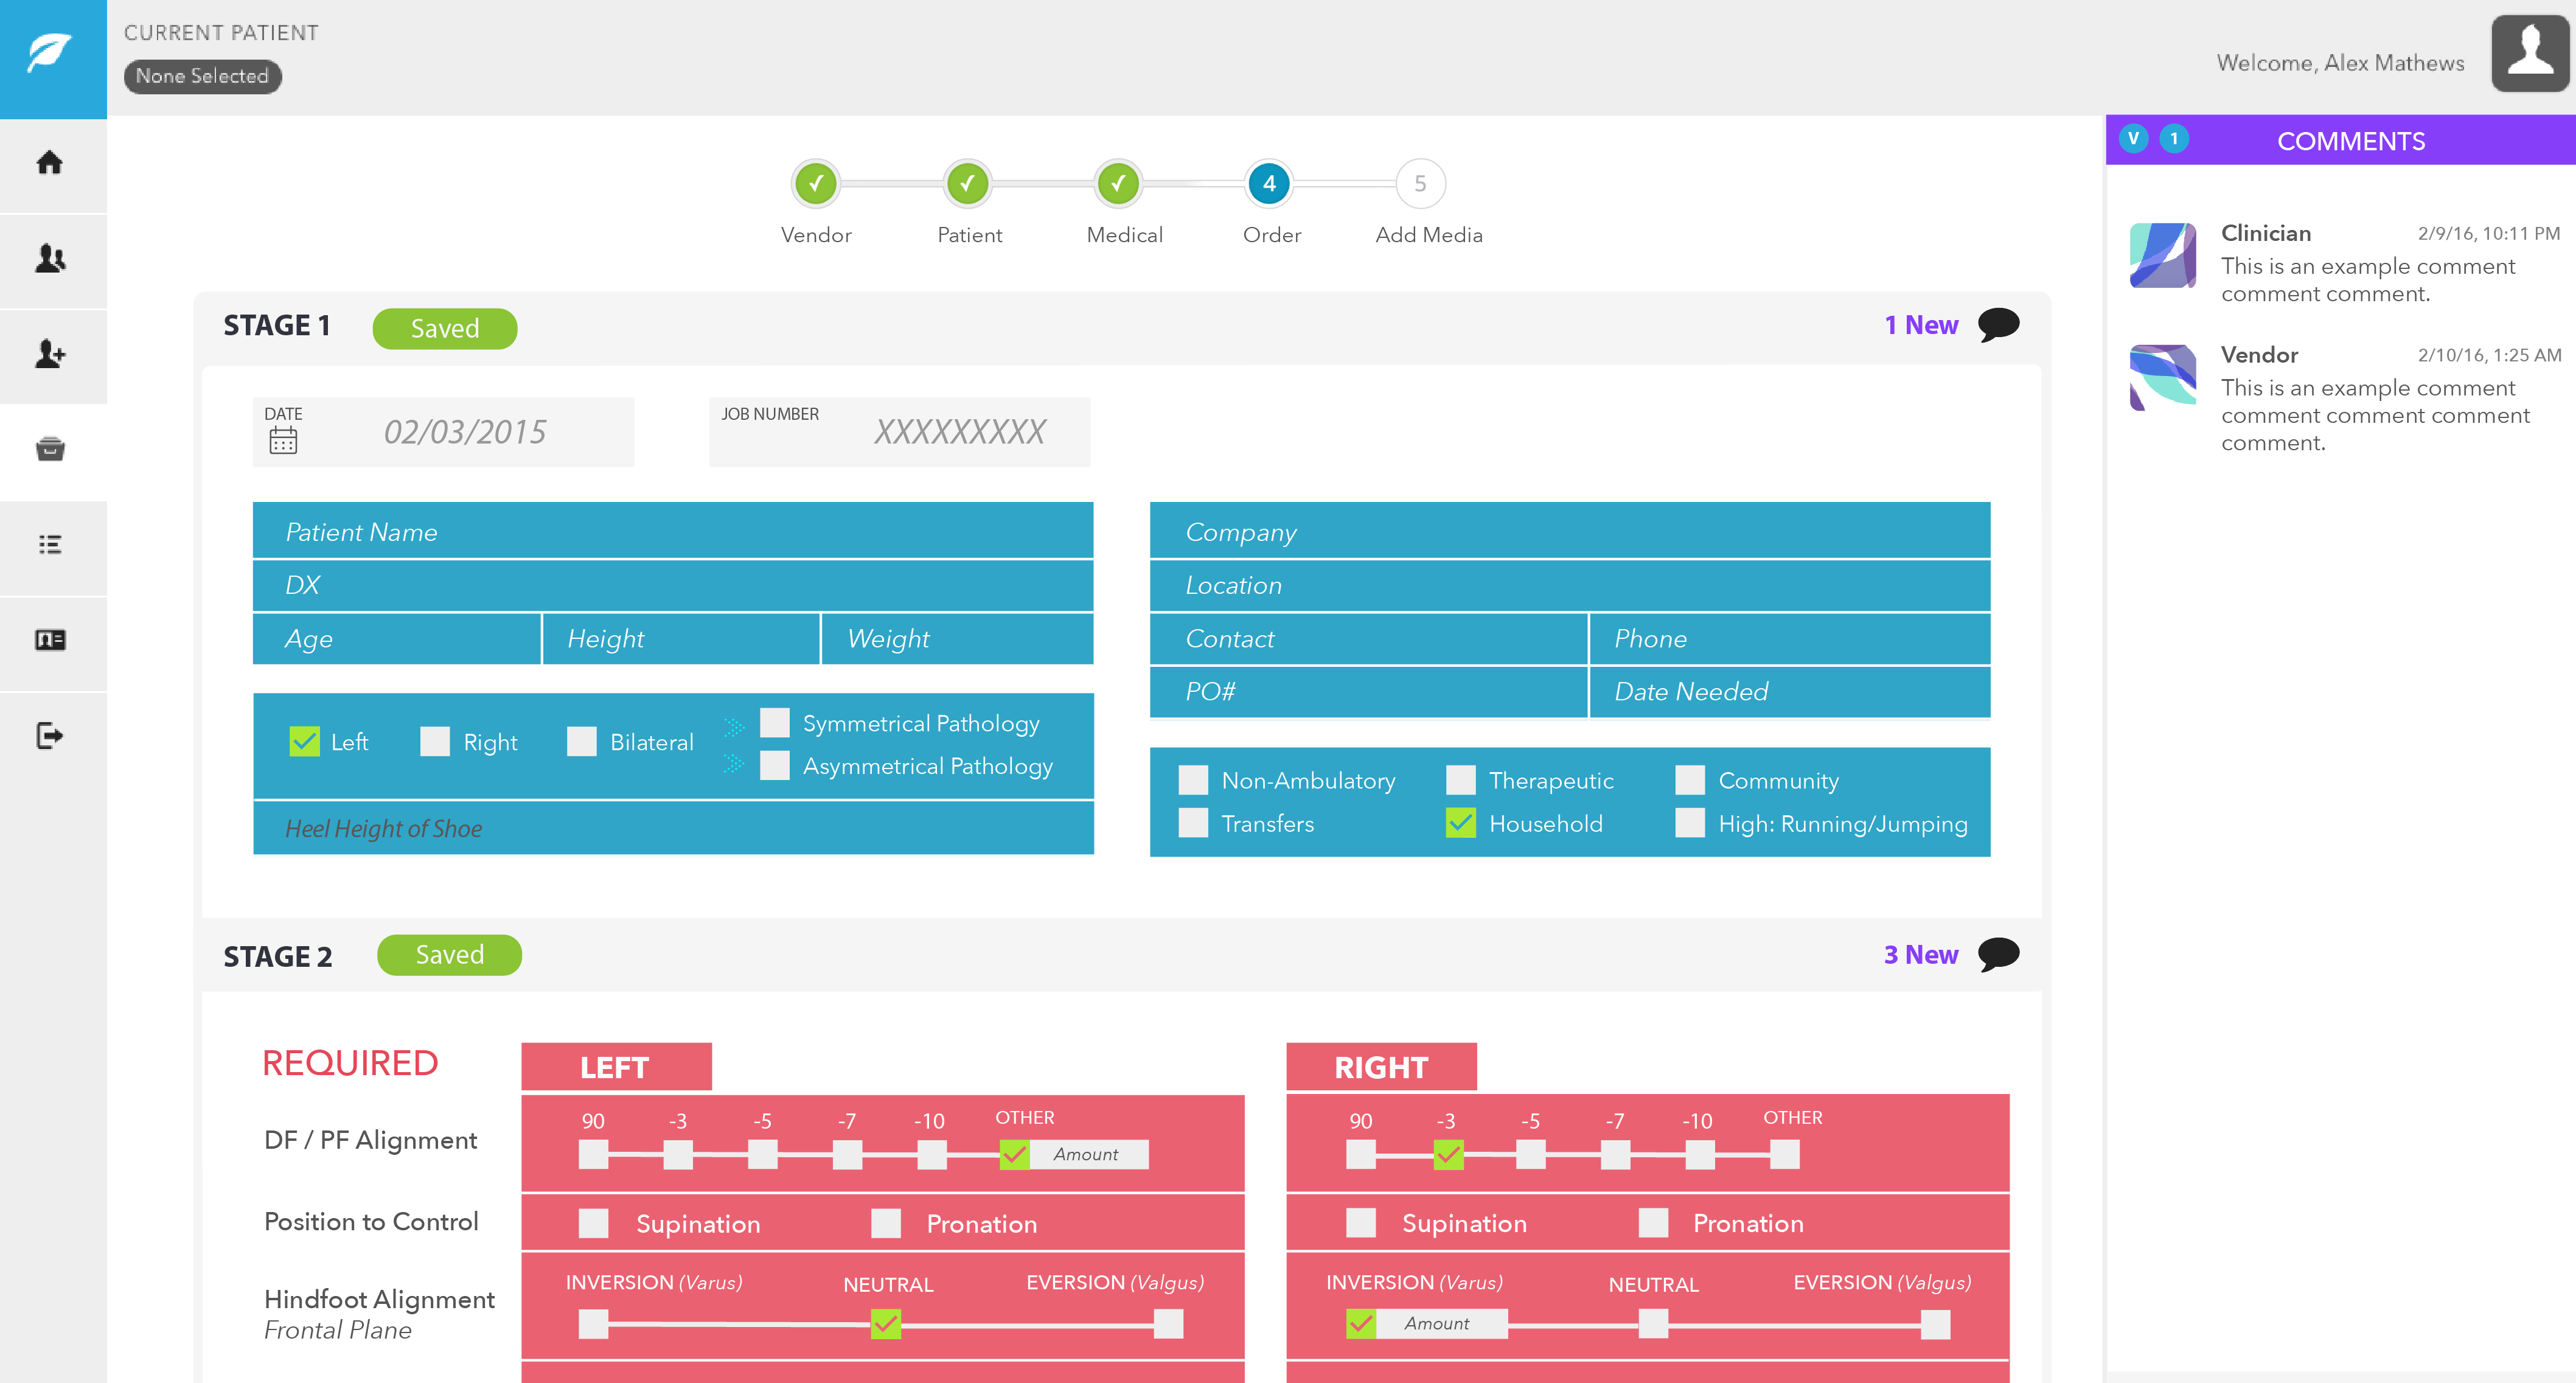 CURRENT PATIENT
None Selected
Welcome, Alex Mathews
✓ ✓ ✓ 4 5
Vendor Patient Medical Order Add Media
V 1 COMMENTS
Clinician 2/9/16, 10:11 PM
This is an example comment
comment comment.
Vendor 2/10/16, 1:25 AM
This is an example comment
comment comment comment
comment.
STAGE 1 Saved 1 New
DATE 02/03/2015 JOB NUMBER XXXXXXXXX
Patient Name
DX
Age Height Weight
Left Right Bilateral
Symmetrical Pathology
Asymmetrical Pathology
Heel Height of Shoe
Company
Location
Contact Phone
PO# Date Needed
Non-Ambulatory Therapeutic Community
Transfers Household High: Running/Jumping
STAGE 2 Saved 3 New
REQUIRED LEFT RIGHT
DF / PF Alignment
90 -3 -5 -7 -10 OTHER
Amount
90 -3 -5 -7 -10 OTHER
Position to Control
Supination Pronation
Supination Pronation
Hindfoot Alignment
Frontal Plane
INVERSION (Varus) NEUTRAL EVERSION (Valgus)
INVERSION (Varus) NEUTRAL EVERSION (Valgus)
Amount